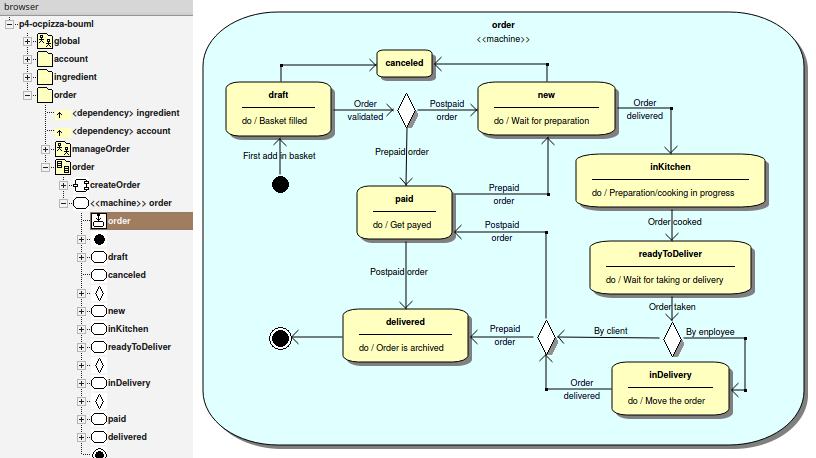 browser
p4-ocpizza-bouml
global
account
ingredient
order
<<dependency>> ingredient
<<dependency>> account
manageOrder
order
createOrder
<<machine>> order
order
draft
canceled
new
inKitchen
readyToDeliver
inDelivery
paid
delivered
order
<<machine>>
canceled
draft
do / Basket filled
Order
validated
Postpaid
order
new
do / Wait for preparation
Order
delivered
First add in basket
Prepaid order
inKitchen
do / Preparation/cooking in progress
paid
do / Get payed
Prepaid
order
Order cooked
Postpaid
order
readyToDeliver
do / Wait for taking or delivery
Postpaid order
Order taken
delivered
do / Order is archived
Prepaid
order
By client
By enployee
inDelivery
do / Move the order
Order
delivered